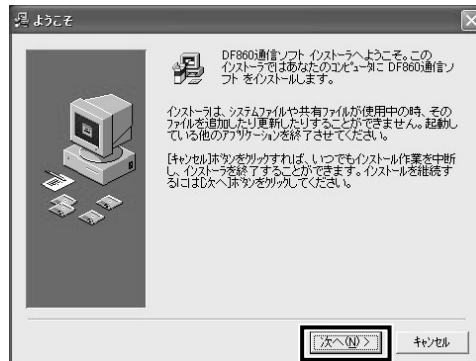 ようこそ
DF860通信ソフト インストーラへようこそ。この
インストーラではあなたのコンピュータに DF860通信ソ
フト をインストールします。
インストーラは、システムファイルや共有ファイルが使用中の時、その
ファイルを追加したり更新したりすることができません。起動し
ている他のアプリケーションを終了させてください。
[キャンセル]ボタンをクリックすれば、いつでもインストール作業を中断
し、インストーラを終了することができます。インストールを継続す
るには[次へ]ボタンをクリックしてください。
次へ(N) >
キャンセル